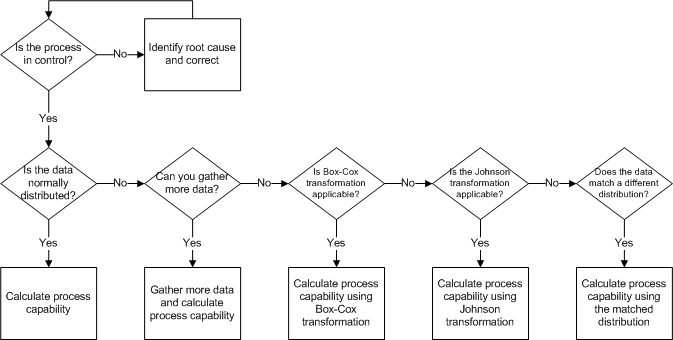 Is the process
in control?
No
Identify root cause
and correct
Yes
Is the data
normally
distributed?
No
Can you gather
more data?
No
Is Box-Cox
transformation
applicable?
No
Is the Johnson
transformation
applicable?
No
Does the data
match a different
distribution?
Yes
Yes
Yes
Yes
Yes
Calculate process
capability
Gather more data
and calculate
process capability
Calculate process
capability using
Box-Cox
transformation
Calculate process
capability using
Johnson
transformation
Calculate process
capability using
the matched
distribution